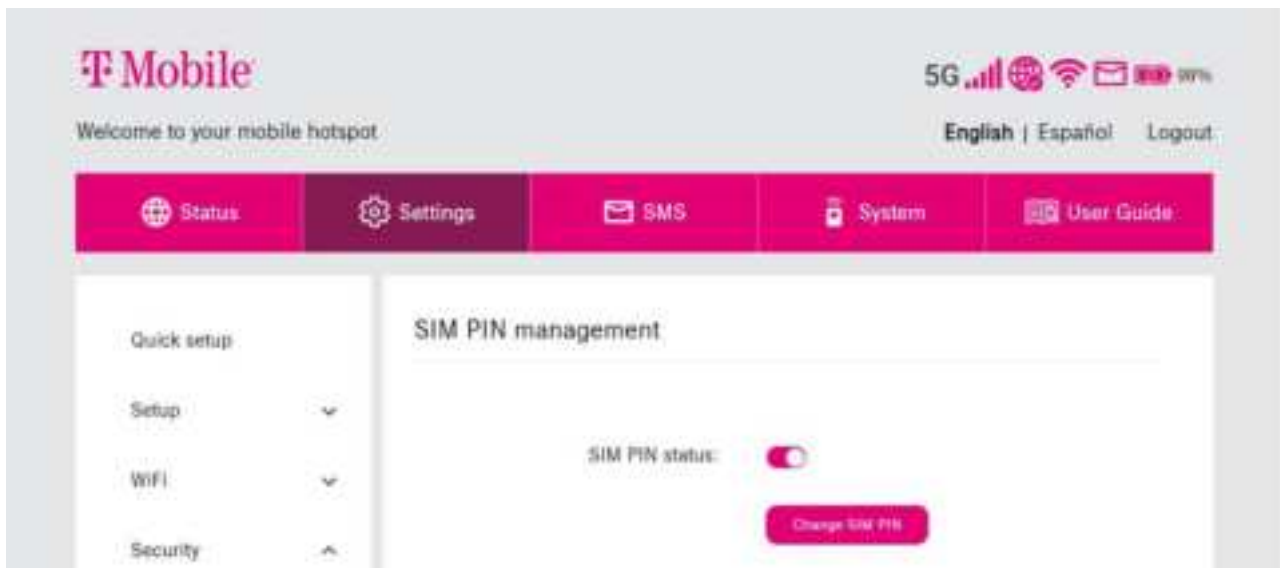 T Mobile
5G 99%
Welcome to your mobile hotspot
English | Español Logout
Status
Settings
SMS
System
User Guide
Quick setup
SIM PIN management
Setup
SIM PIN status:
WiFi
Change SIM PIN
Security